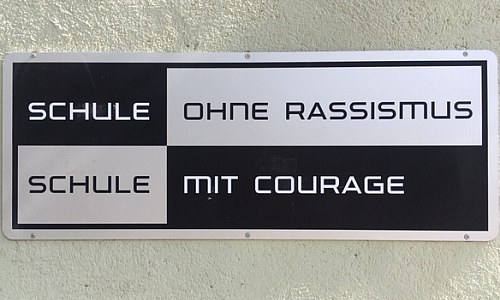 SCHULE OHNE RASSISMUS
SCHULE MIT COURAGE